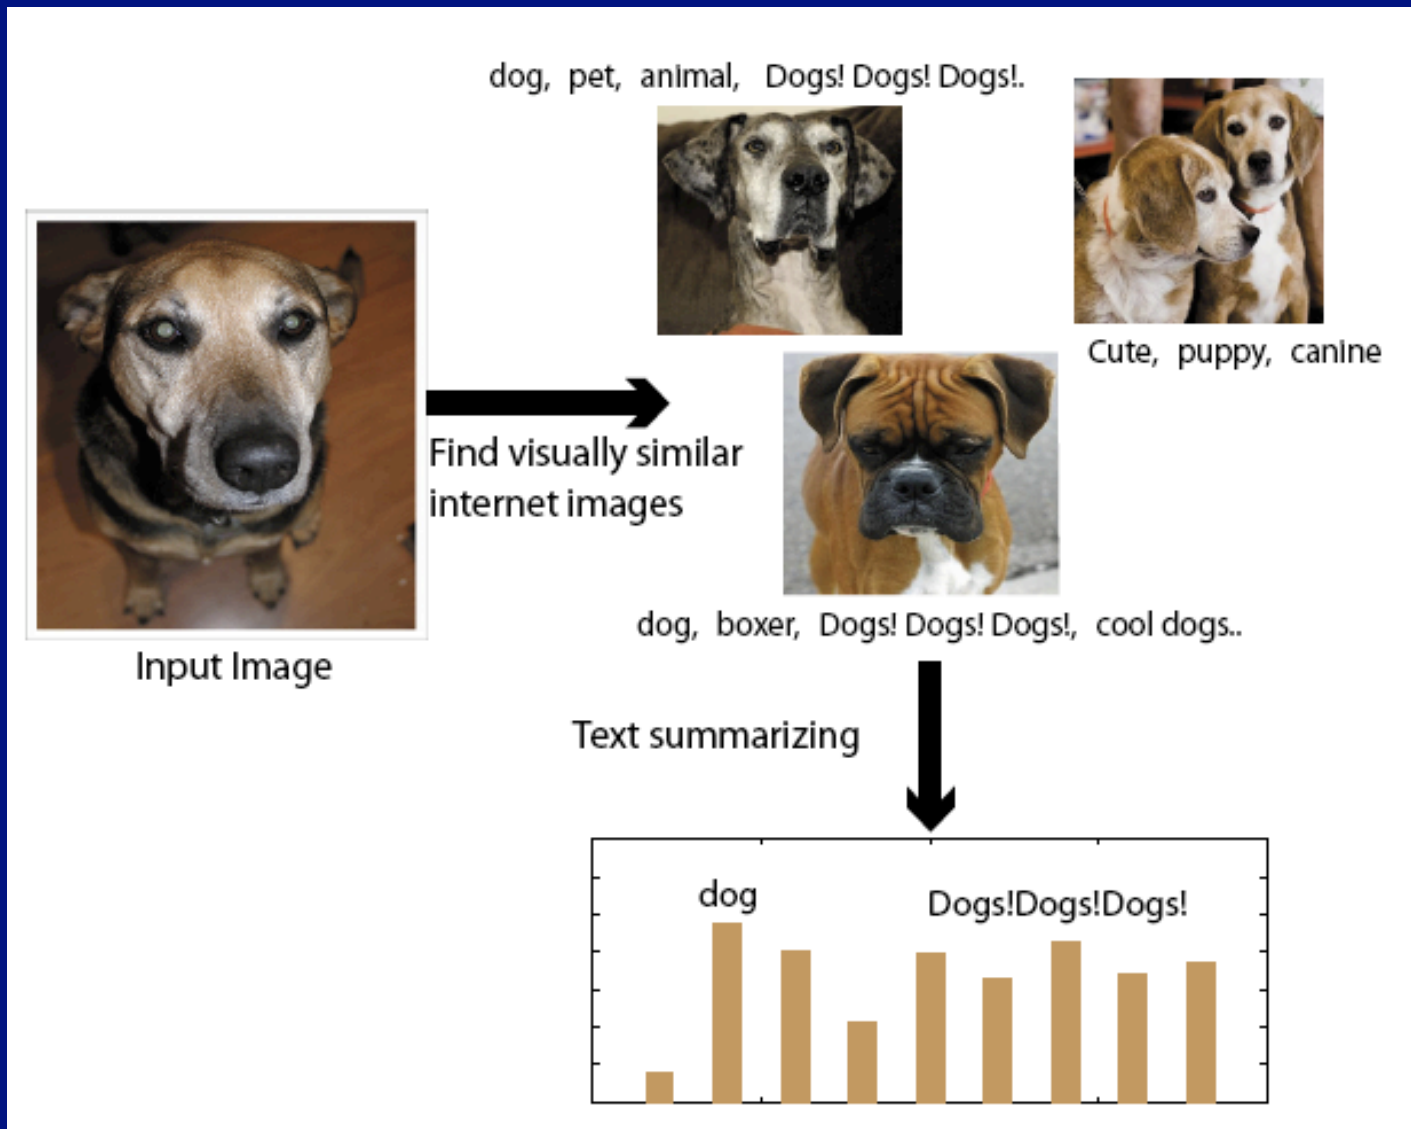 dog, pet, animal, Dogs! Dogs! Dogs!.
Cute, puppy, canine
Find visually similar
internet images
dog, boxer, Dogs! Dogs! Dogs!, cool dogs..
Input Image
Text summarizing
dog
Dogs!Dogs!Dogs!